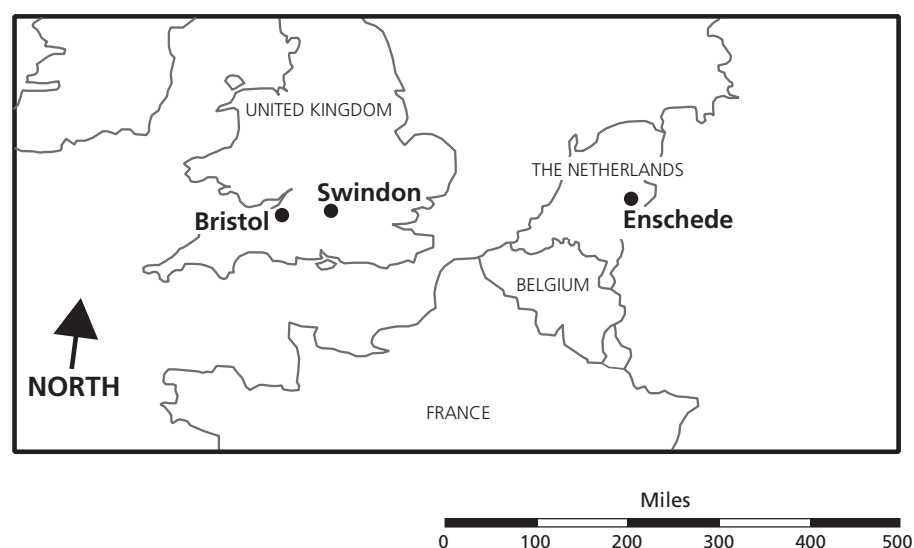 UNITED KINGDOM
THE NETHERLANDS
Swindon
Bristol
Enschede
BELGIUM
NORTH
FRANCE
Miles
0 100 200 300 400 500